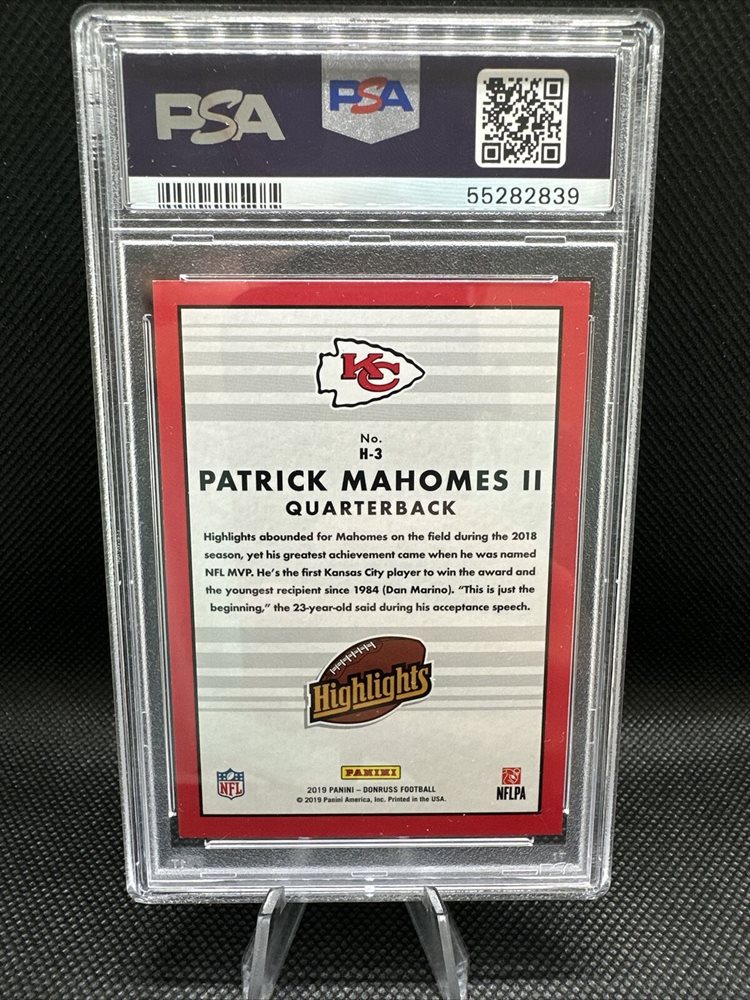 PSA PSA
55282839
KC
No.
H-3
PATRICK MAHOMES II
QUARTERBACK
Highlights abounded for Mahomes on the field during the 2018
season, yet his greatest achievement came when he was named
NFL MVP. He's the first Kansas City player to win the award and
the youngest recipient since 1984 (Dan Marino). "This is just the
beginning," the 23-year-old said during his acceptance speech.
Highlights
PANINI
NFL
2019 PANINI – DONRUSS FOOTBALL
© 2019 Panini America, Inc. Printed in the USA.
NFLPA